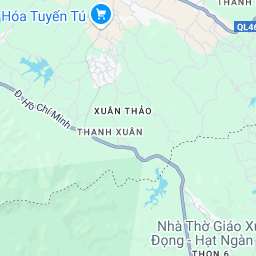 THANH
Hóa Tuyến Tú
QL46
XUÂN THẢO
Đ. Hồ Chí Minh
THANH XUÂN
Nhà Thờ Giáo Xứ
Động - Hạt Ngàn
THÔN 6